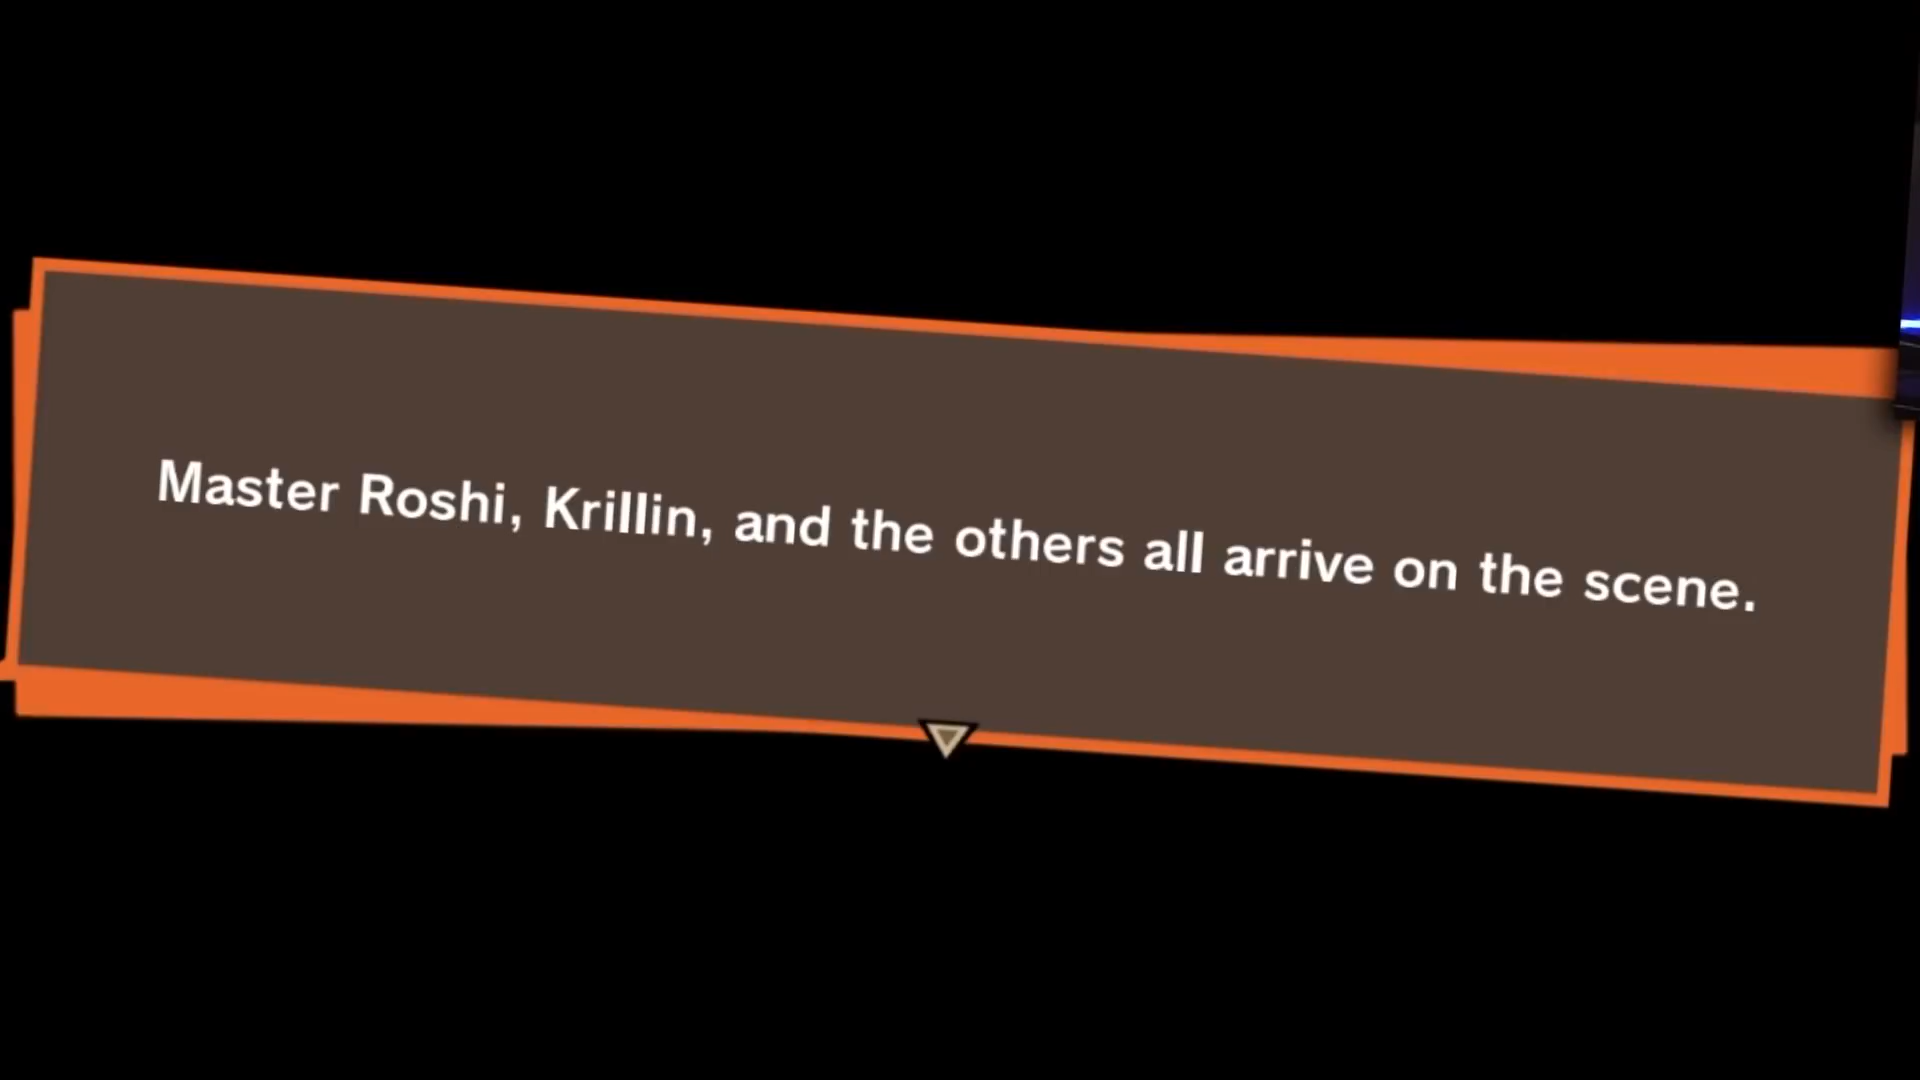 Master Roshi, Krillin, and the others all arrive on the scene.